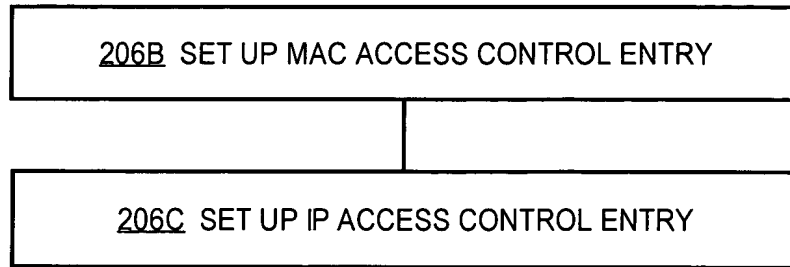 206B SET UP MAC ACCESS CONTROL ENTRY
206C SET UP IP ACCESS CONTROL ENTRY